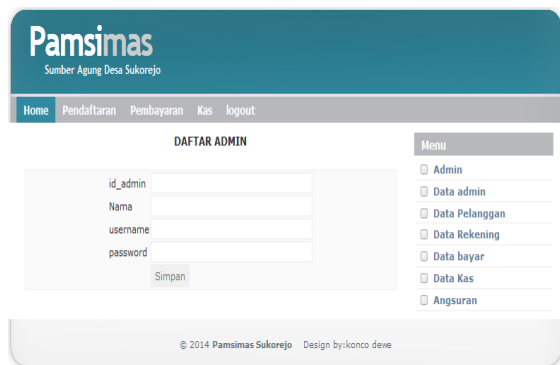 Pamsimas
Sumber Agung Desa Sukorejo
Home Pendaftaran Pembayaran Kas logout
DAFTAR ADMIN
id_admin
Nama
username
password
Simpan
Menu
Admin
Data admin
Data Pelanggan
Data Rekening
Data bayar
Data Kas
Angsuran
© 2014 Pamsimas Sukorejo Design by:konco dewe